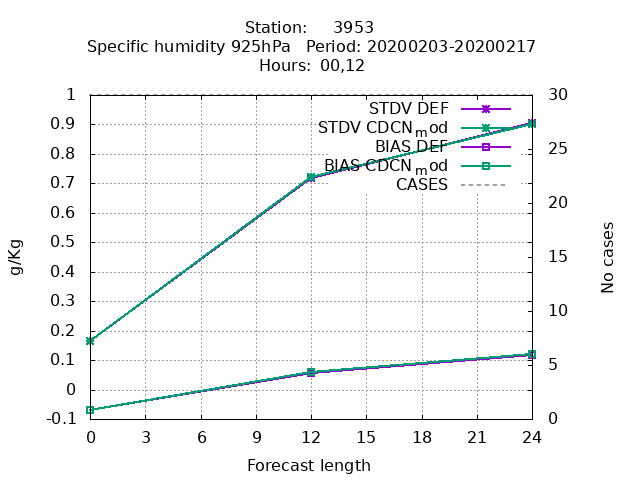 Station: 3953
Specific humidity 925hPa Period: 20200203-20200217
Hours: 00,12
1
0.9
0.8
0.7
0.6
0.5
0.4
0.3
0.2
0.1
0
-0.1
g/Kg
STDV DEF
STDV CDCNmod
BIAS DEF
BIAS CDCNmod
CASES
30
25
20
15
10
5
0
No cases
0 3 6 9 12 15 18 21 24
Forecast length